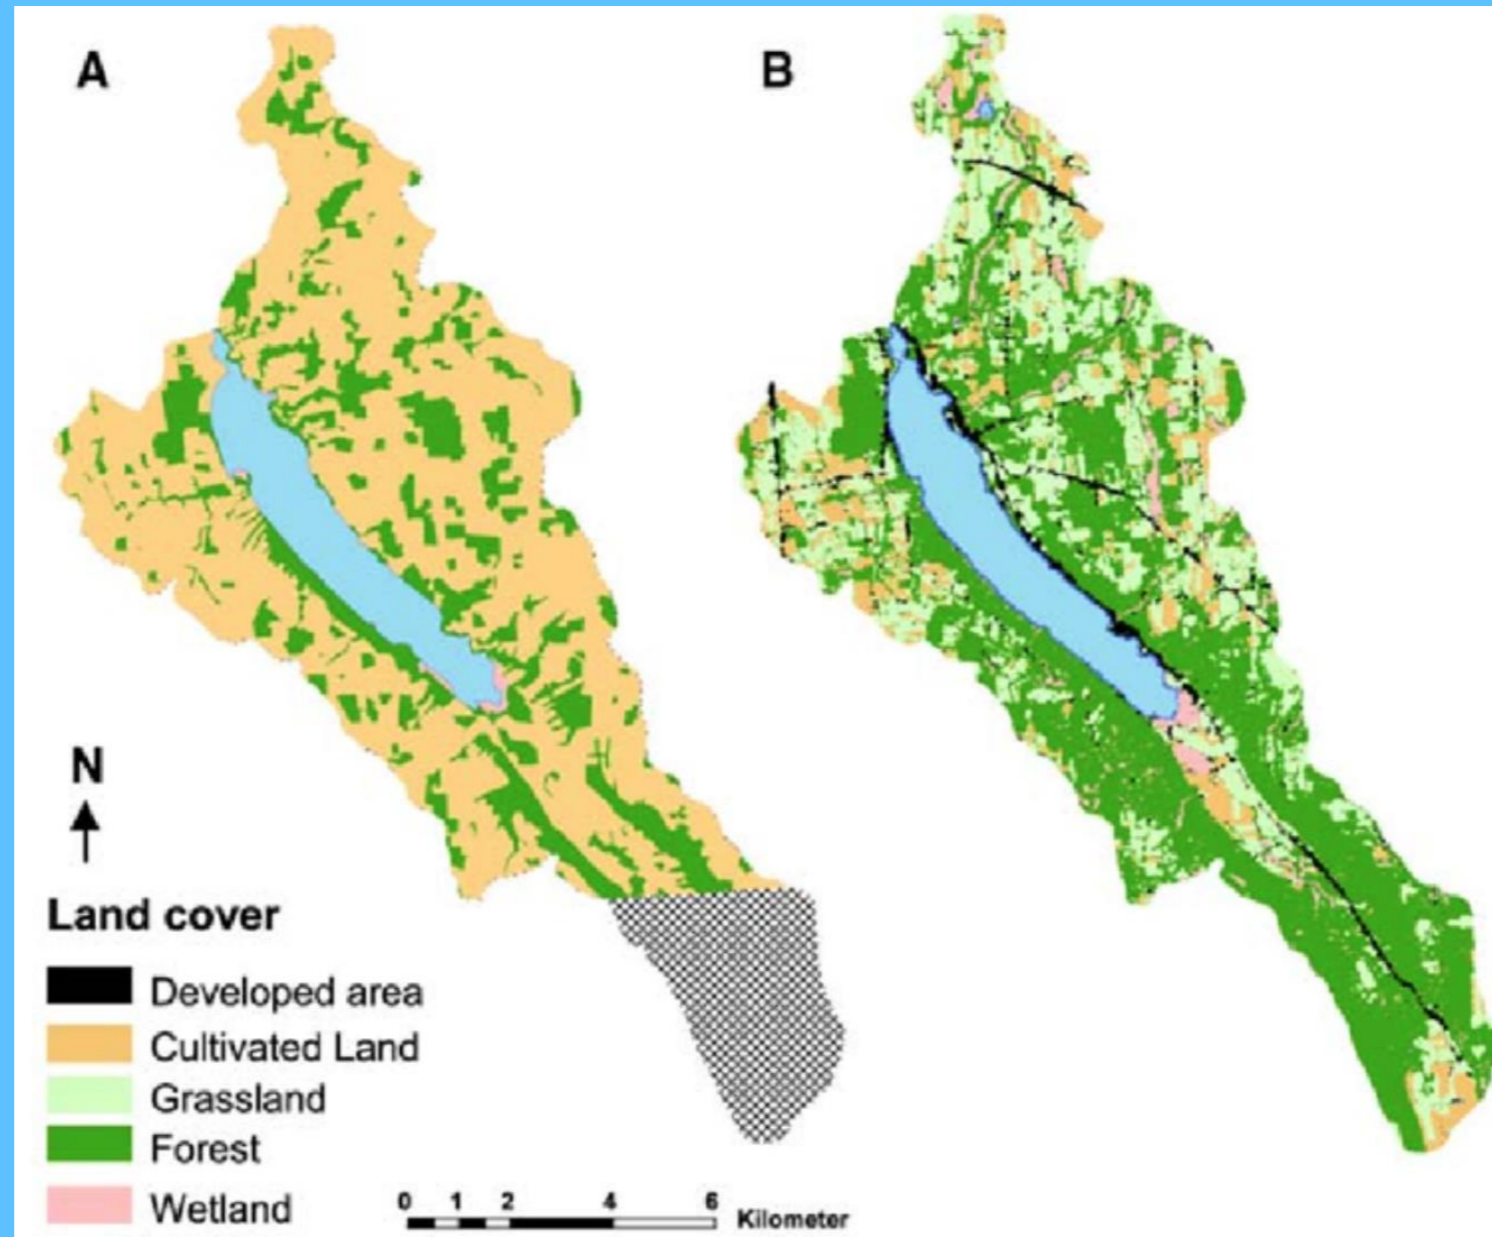 A
B
N
Land cover
Developed area
Cultivated Land
Grassland
Forest
Wetland
0 1 2 4 6
Kilometer